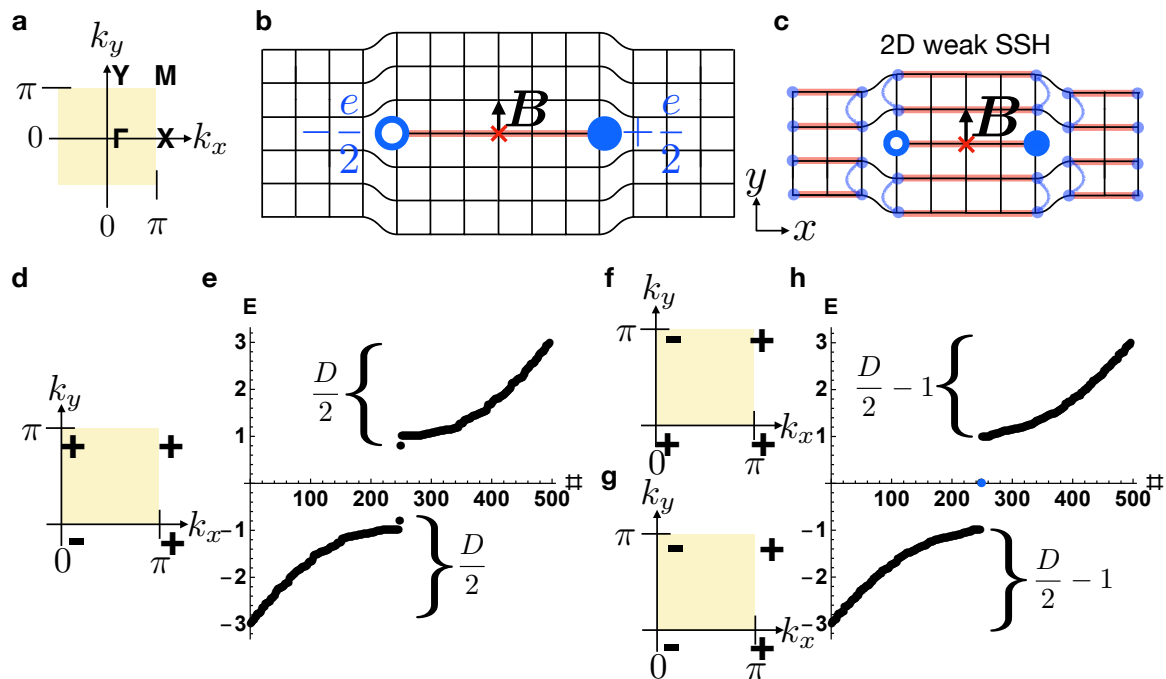 a
k_y
Y M
π
0
Γ X k_x
0 π
b
-e/2
B
+e/2
y
x
c
2D weak SSH
B
d
k_y
π
+ +
- +
0 π
k_x
e
E
3
2
1
D/2
100 200 300 400 500 #
-1
-2
-3
D/2
f
k_y
π
- +
+ +
0 π
k_x
g
k_y
π
- +
- +
0 π
k_x
h
E
3
2
1
D/2 - 1
100 200 300 400 500 #
-1
-2
-3
D/2 - 1